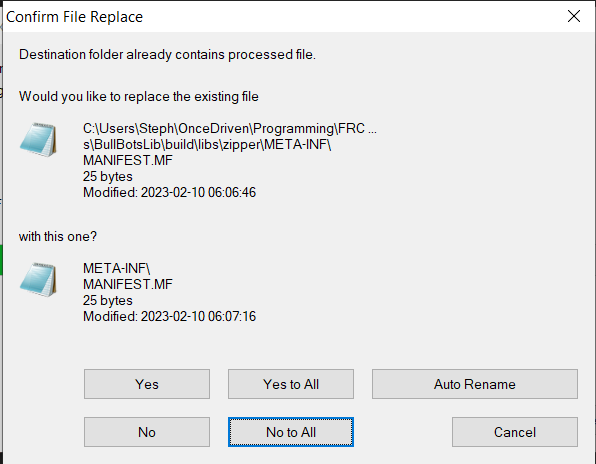 Confirm File Replace
Destination folder already contains processed file.
Would you like to replace the existing file
C:\Users\Steph\OnceDriven\Programming\FRC ...
s\BullBotsLib\build\libs\zipper\META-INF\
MANIFEST.MF
25 bytes
Modified: 2023-02-10 06:06:46
with this one?
META-INF\
MANIFEST.MF
25 bytes
Modified: 2023-02-10 06:07:16
Yes
Yes to All
Auto Rename
No
No to All
Cancel